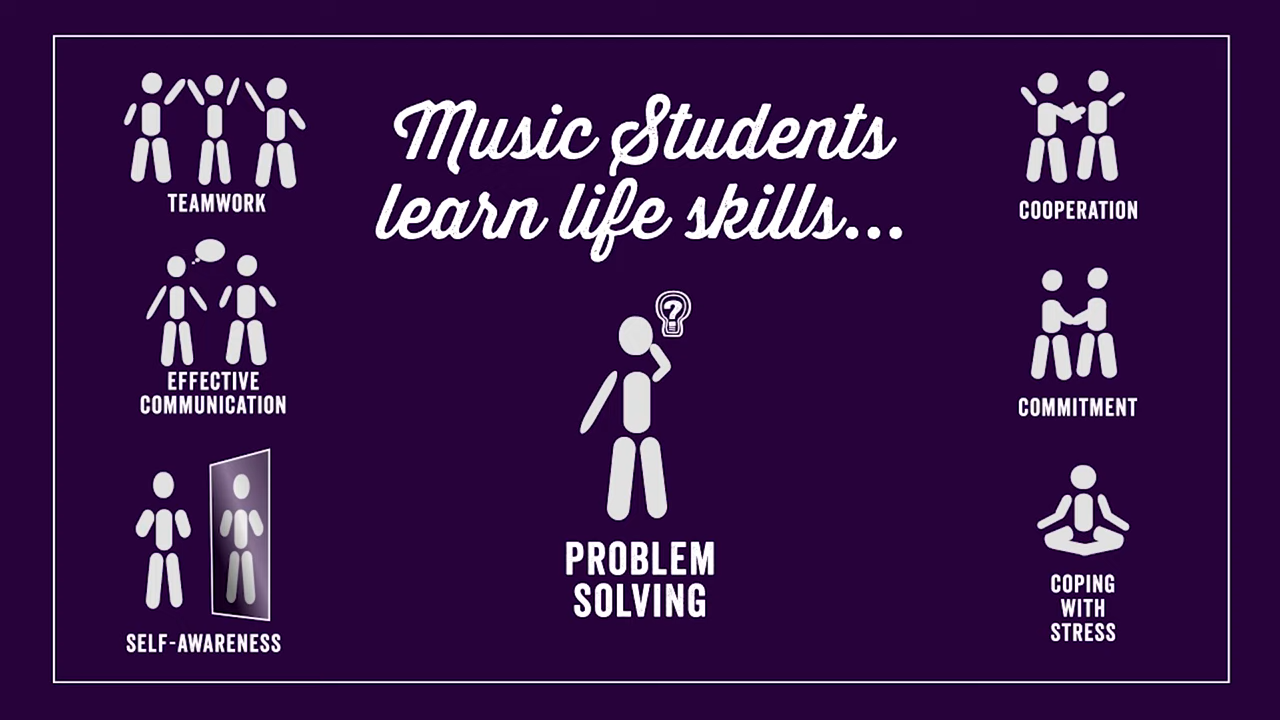 Music Students
learn life skills...
TEAMWORK
EFFECTIVE
COMMUNICATION
SELF-AWARENESS
?
PROBLEM
SOLVING
COOPERATION
COMMITMENT
COPING
WITH
STRESS